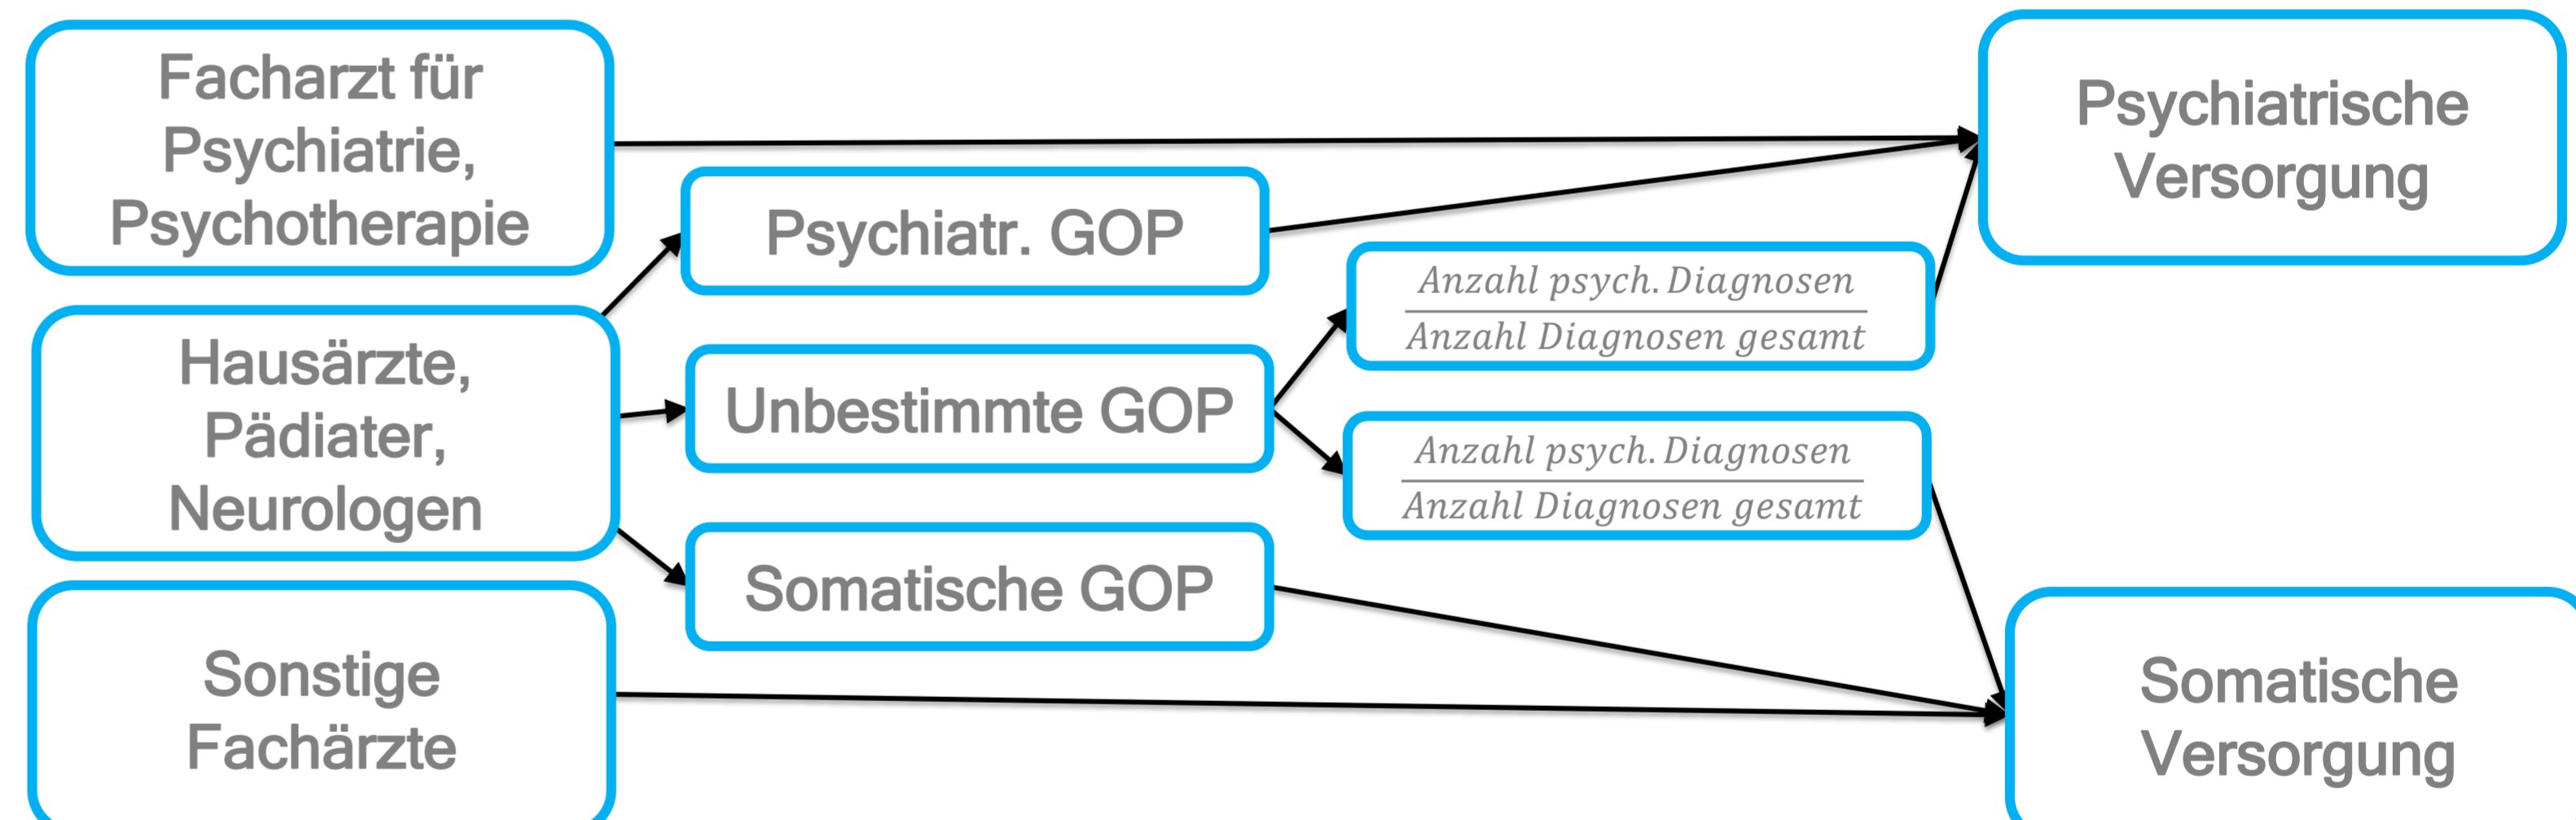 Facharzt für
Psychiatrie,
Psychotherapie
Hausärzte,
Pädiater,
Neurologen
Sonstige
Fachärzte
Psychiatr. GOP
Unbestimmte GOP
Somatische GOP
Anzahl psych. Diagnosen
Anzahl Diagnosen gesamt
Anzahl psych. Diagnosen
Anzahl Diagnosen gesamt
Psychiatrische
Versorgung
Somatische
Versorgung